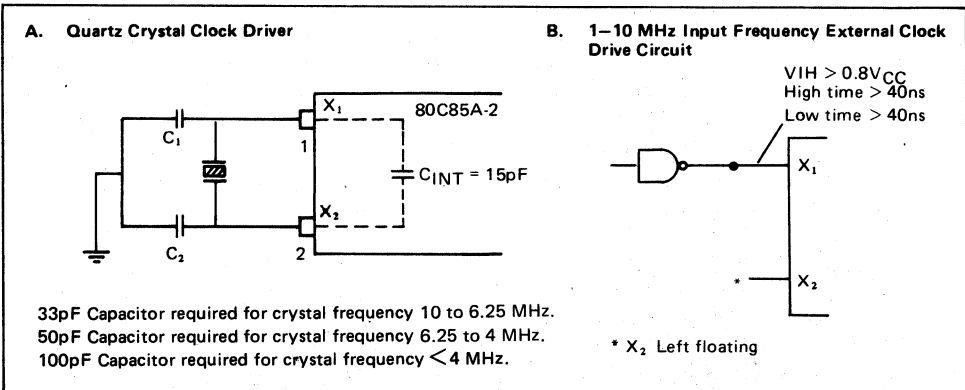 A. Quartz Crystal Clock Driver
X₁
80C85A-2
C₁
1
CINT = 15pF
X₂
C₂
2
33pF Capacitor required for crystal frequency 10 to 6.25 MHz.
50pF Capacitor required for crystal frequency 6.25 to 4 MHz.
100pF Capacitor required for crystal frequency <4 MHz.
B. 1–10 MHz Input Frequency External Clock
Drive Circuit
VIH > 0.8VCC
High time > 40ns
Low time > 40ns
X₁
*
X₂
* X₂ Left floating